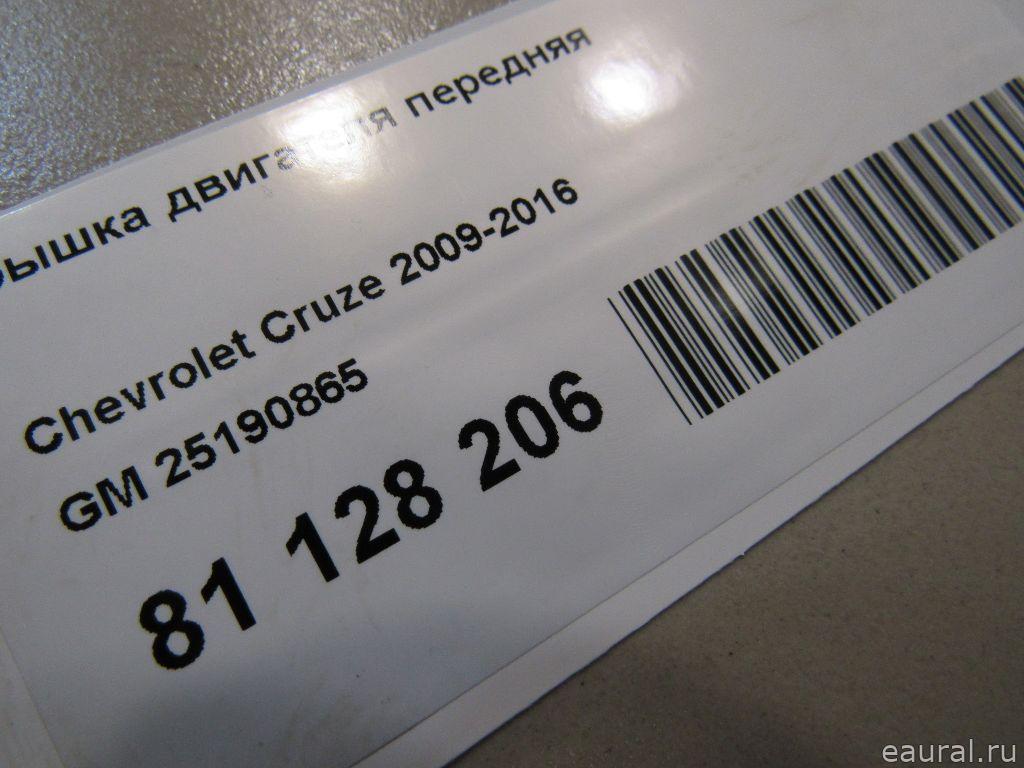 рышка двигателя передняя
Chevrolet Cruze 2009-2016
GM 25190865
81 128 206
eaural.ru